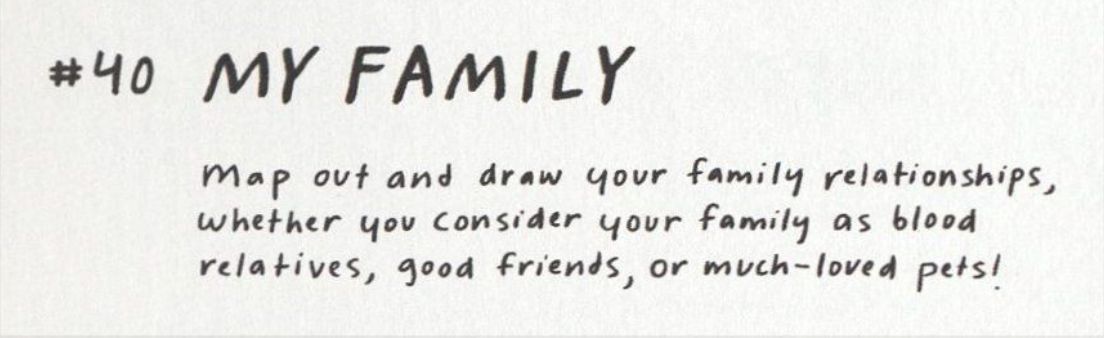 #40 MY FAMILY
Map out and draw your family relationships,
whether you consider your family as blood
relatives, good friends, or much-loved pets!